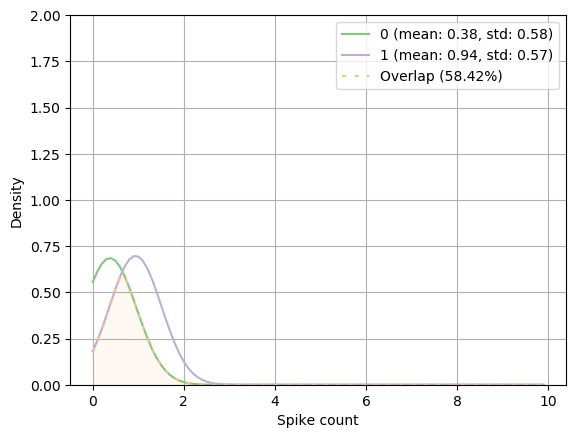 2.00
1.75
1.50
1.25
1.00
0.75
0.50
0.25
0.00
Density
0 (mean: 0.38, std: 0.58)
1 (mean: 0.94, std: 0.57)
Overlap (58.42%)
0 2 4 6 8 10
Spike count